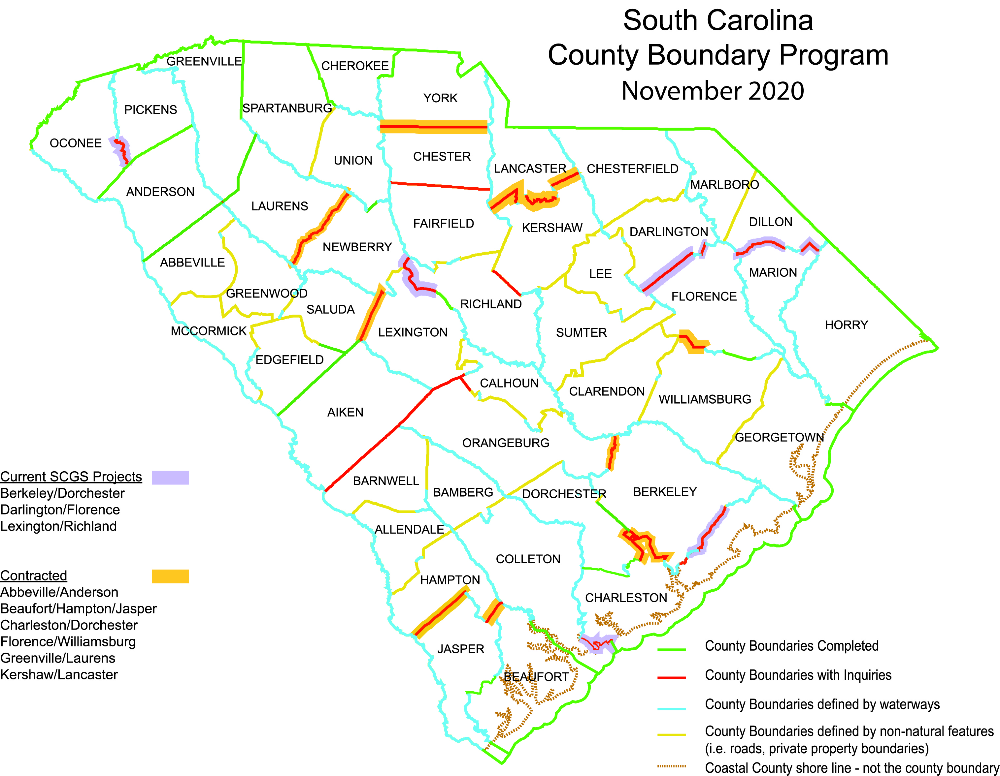 South Carolina
County Boundary Program
November 2020
GREENVILLE
CHEROKEE
YORK
PICKENS
SPARTANBURG
OCONEE
UNION
CHESTER
LANCASTER
CHESTERFIELD
MARLBORO
ANDERSON
LAURENS
FAIRFIELD
KERSHAW
DARLINGTON
DILLON
NEWBERRY
ABBEVILLE
LEE
MARION
GREENWOOD
SALUDA
RICHLAND
FLORENCE
MCCORMICK
LEXINGTON
SUMTER
HORRY
EDGEFIELD
CALHOUN
CLARENDON
WILLIAMSBURG
AIKEN
ORANGEBURG
GEORGETOWN
BARNWELL
BAMBERG
DORCHESTER
BERKELEY
ALLENDALE
COLLETON
HAMPTON
CHARLESTON
JASPER
BEAUFORT
Current SCGS Projects
Berkeley/Dorchester
Darlington/Florence
Lexington/Richland
Contracted
Abbeville/Anderson
Beaufort/Hampton/Jasper
Charleston/Dorchester
Florence/Williamsburg
Greenville/Laurens
Kershaw/Lancaster
County Boundaries Completed
County Boundaries with Inquiries
County Boundaries defined by waterways
County Boundaries defined by non-natural features
(i.e. roads, private property boundaries)
Coastal County shore line - not the county boundary